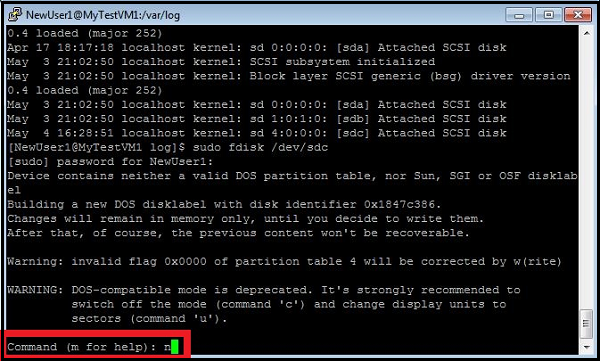 NewUser1@MyTestVM1:/var/log
0.4 loaded (major 252)
Apr 17 18:17:18 localhost kernel: sd 0:0:0:0: [sda] Attached SCSI disk
May  3 21:02:50 localhost kernel: SCSI subsystem initialized
May  3 21:02:50 localhost kernel: Block layer SCSI generic (bsg) driver version
0.4 loaded (major 252)
May  3 21:02:50 localhost kernel: sd 0:0:0:0: [sda] Attached SCSI disk
May  3 21:02:50 localhost kernel: sd 1:0:1:0: [sdb] Attached SCSI disk
May  4 16:28:51 localhost kernel: sd 4:0:0:0: [sdc] Attached SCSI disk
[NewUser1@MyTestVM1 log]$ sudo fdisk /dev/sdc
[sudo] password for NewUser1:
Device contains neither a valid DOS partition table, nor Sun, SGI or OSF disklab
el
Building a new DOS disklabel with disk identifier 0x1847c386.
Changes will remain in memory only, until you decide to write them.
After that, of course, the previous content won't be recoverable.
Warning: invalid flag 0x0000 of partition table 4 will be corrected by w(rite)
WARNING: DOS-compatible mode is deprecated. It's strongly recommended to
switch off the mode (command 'c') and change display units to
sectors (command 'u').
Command (m for help): n